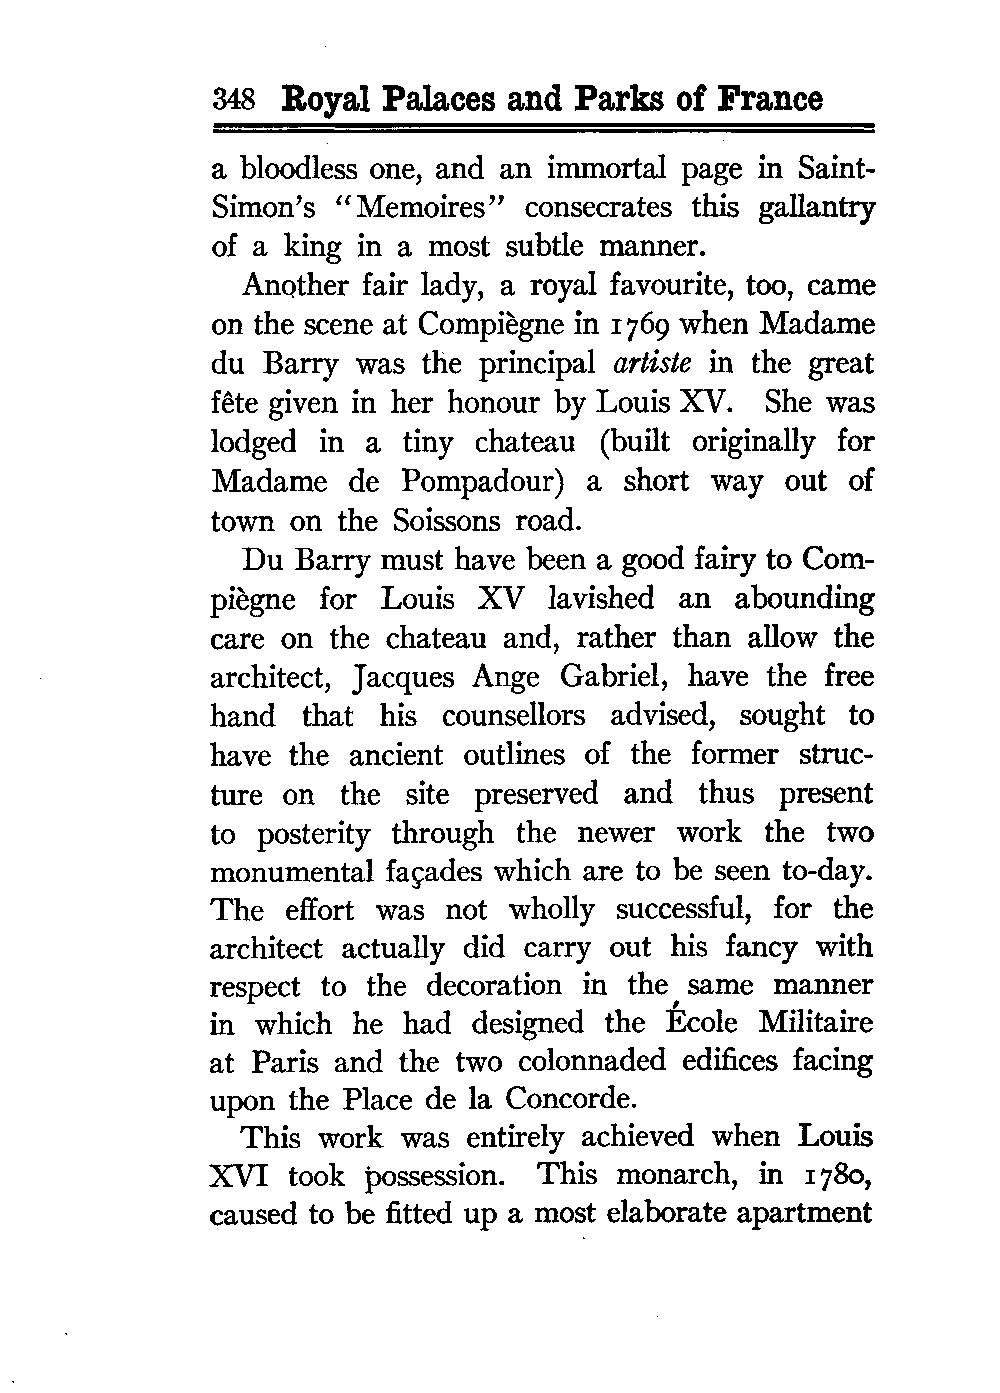 348 Royal Palaces and Parks of France
a bloodless one, and an immortal page in Saint-
Simon's "Memoires" consecrates this gallantry
of a king in a most subtle manner.
Another fair lady, a royal favourite, too, came
on the scene at Compiègne in 1769 when Madame
du Barry was the principal artiste in the great
fête given in her honour by Louis XV. She was
lodged in a tiny chateau (built originally for
Madame de Pompadour) a short way out of
town on the Soissons road.
Du Barry must have been a good fairy to Com-
piègne for Louis XV lavished an abounding
care on the chateau and, rather than allow the
architect, Jacques Ange Gabriel, have the free
hand that his counsellors advised, sought to
have the ancient outlines of the former struc-
ture on the site preserved and thus present
to posterity through the newer work the two
monumental façades which are to be seen to-day.
The effort was not wholly successful, for the
architect actually did carry out his fancy with
respect to the decoration in the same manner
in which he had designed the École Militaire
at Paris and the two colonnaded edifices facing
upon the Place de la Concorde.
This work was entirely achieved when Louis
XVI took possession. This monarch, in 1780,
caused to be fitted up a most elaborate apartment